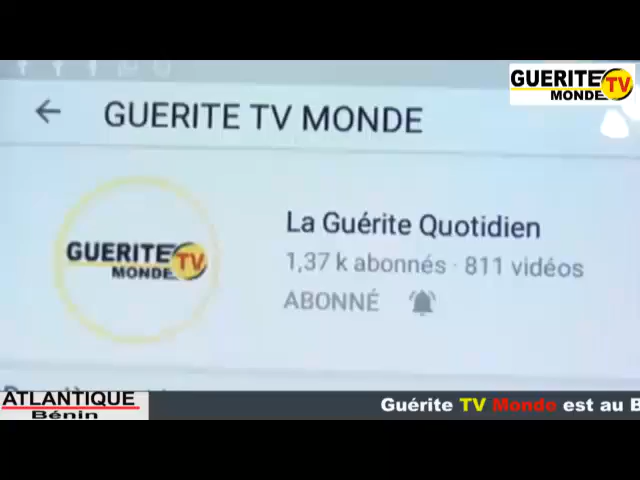 GUERITE TV
MONDE
GUERITE TV MONDE
GUERITE TV
MONDE
La Guérite Quotidien
1,37 k abonnés · 811 vidéos
ABONNÉ
ATLANTIQUE
Bénin
Guérite TV Monde est au B